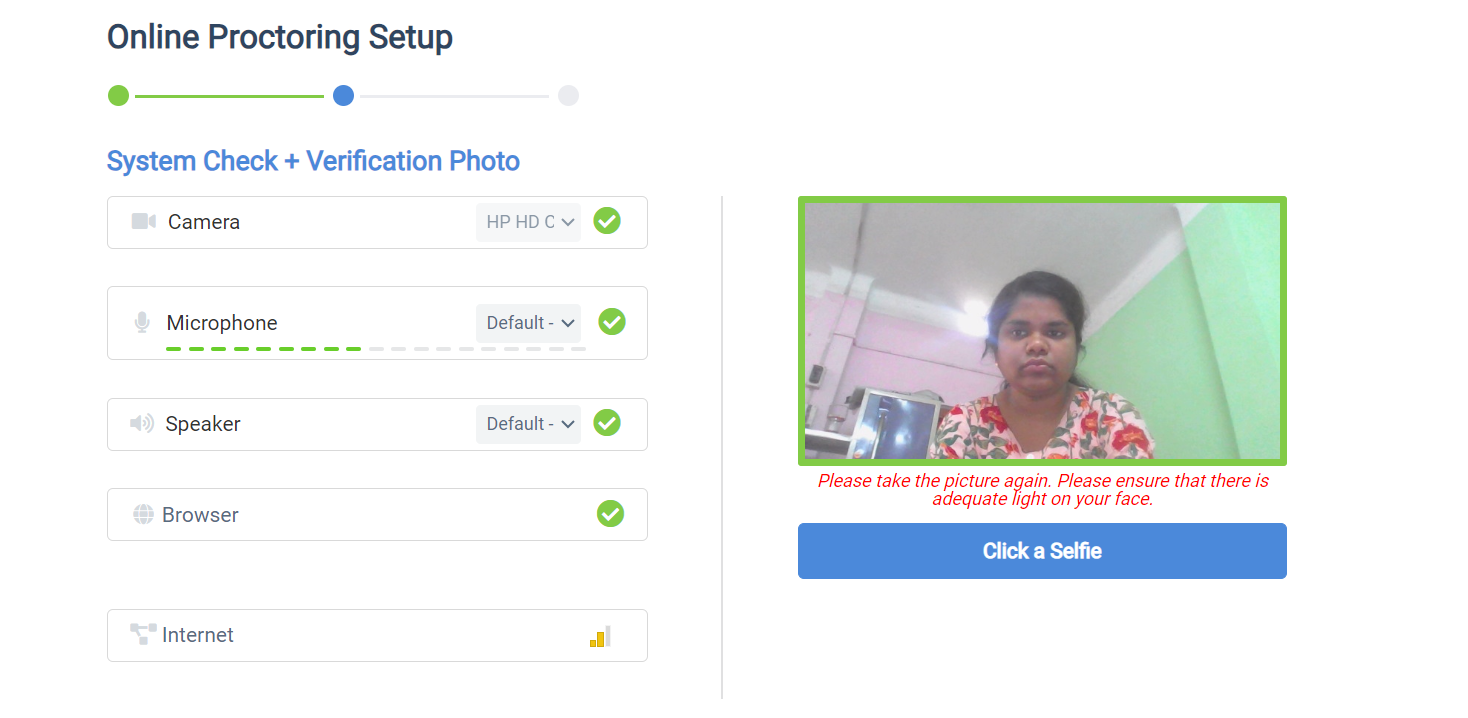 Online Proctoring Setup
System Check + Verification Photo
Camera
HP HD C
Microphone
Default -
Speaker
Default -
Browser
Internet
Please take the picture again. Please ensure that there is
adequate light on your face.
Click a Selfie